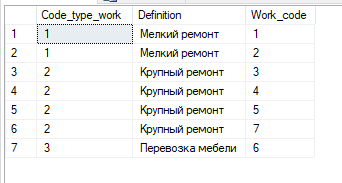 Code_type_work Definition Work_code
1 1 Мелкий ремонт 1
2 1 Мелкий ремонт 2
3 2 Крупный ремонт 3
4 2 Крупный ремонт 4
5 2 Крупный ремонт 5
6 2 Крупный ремонт 7
7 3 Перевозка мебели 6